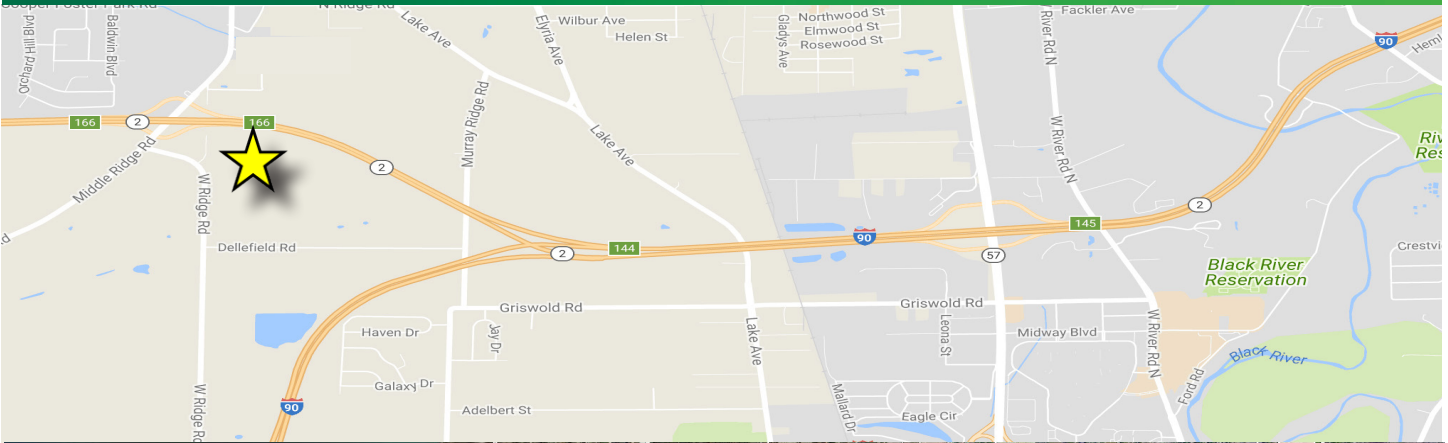 Cooper Foster Park Rd
N Ridge Rd
Lake Ave
Elyria Ave
Wilbur Ave
Helen St
Gladys Ave
Northwood St
Elmwood St
Rosewood St
W River Rd N
Fackler Ave
90
Orchard Hill Blvd
Baldwin Blvd
166
2
166
Middle Ridge Rd
W Ridge Rd
2
Murray Ridge Rd
Lake Ave
W River Rd N
Dellefield Rd
2
144
90
57
145
2
Black River
Reservation
Griswold Rd
Griswold Rd
Haven Dr
Jay Dr
Lake Ave
Leona St
Midway Blvd
W River Rd N
Black River
Galaxy Dr
W Ridge Rd
90
Adelbert St
Mallard Dr
Eagle Cir
Ford Rd